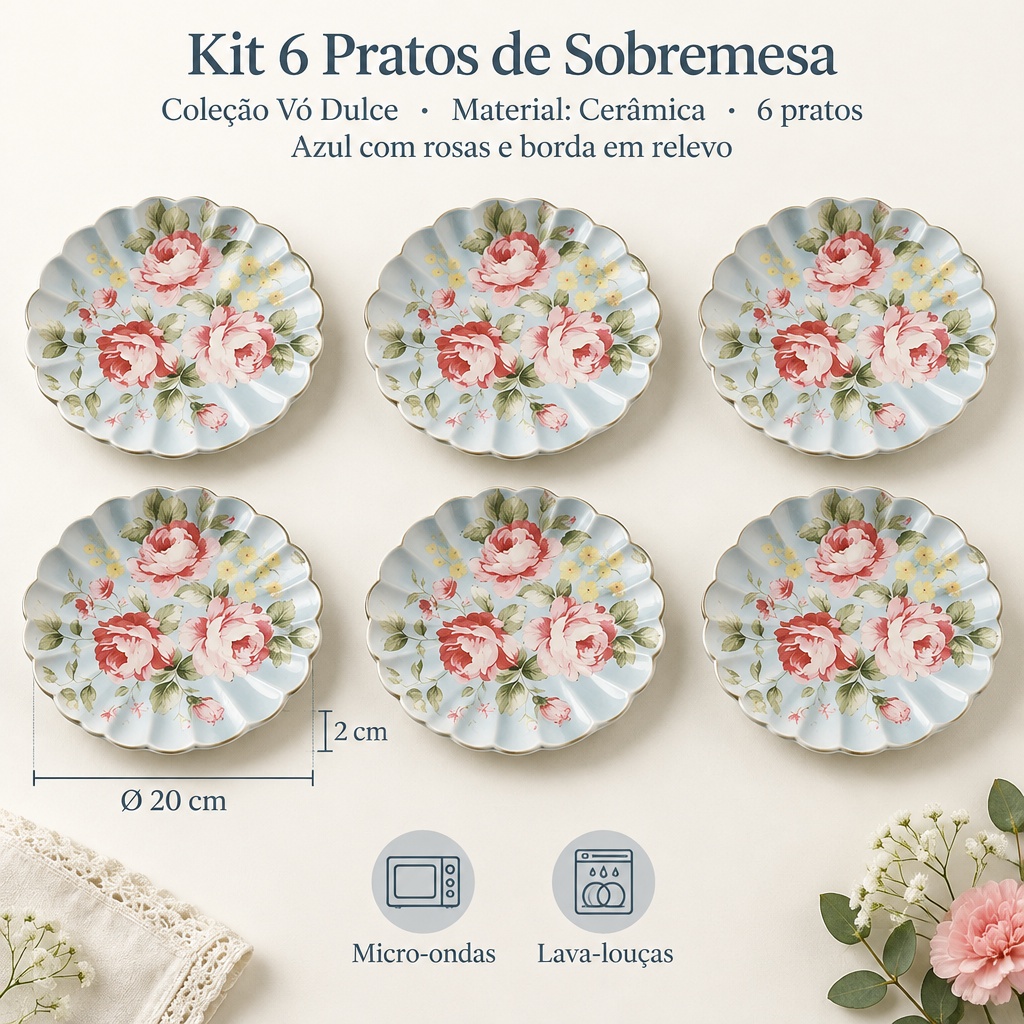 Kit 6 Pratos de Sobremesa
Coleção Vó Dulce • Material: Cerâmica • 6 pratos
Azul com rosas e borda em relevo
2 cm
Ø 20 cm
Micro-ondas
Lava-louças